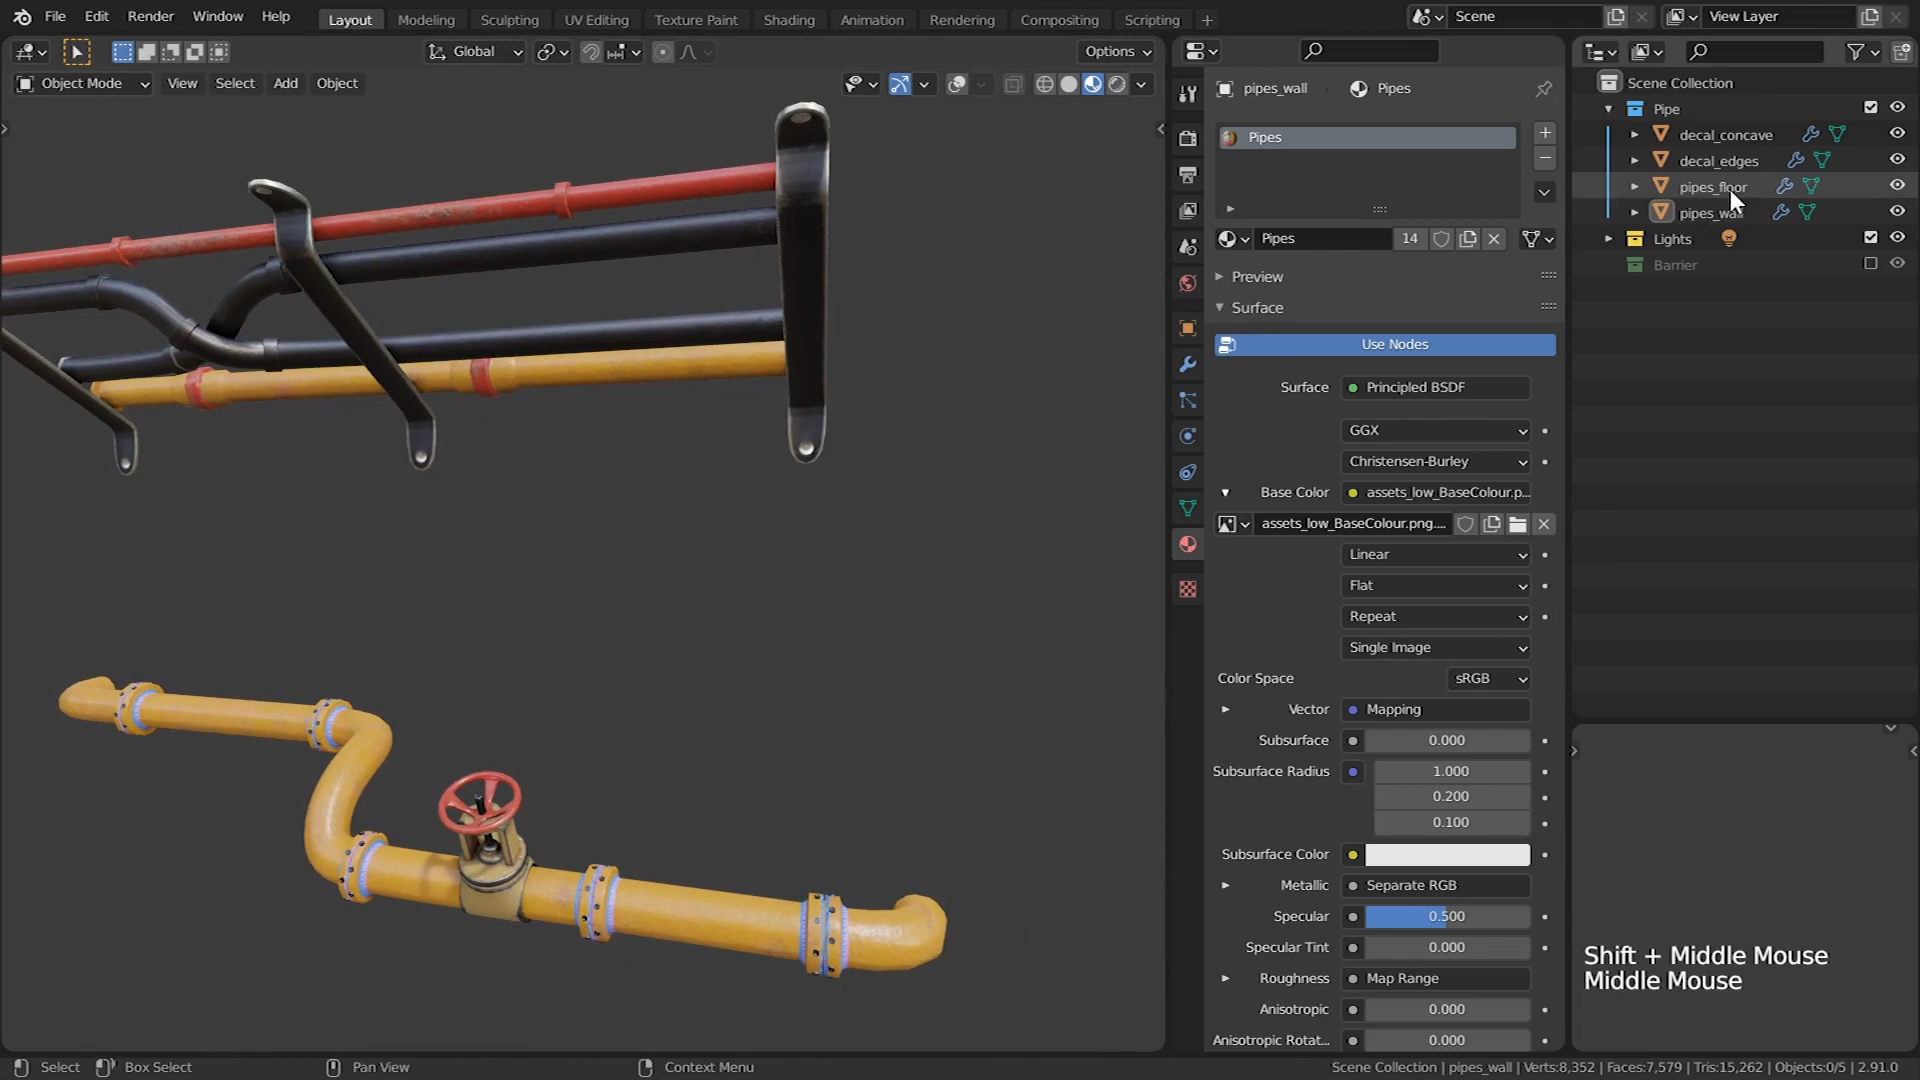 File Edit Render Window Help
Layout Modeling Sculpting UV Editing Texture Paint Shading Animation Rendering Compositing Scripting +
Scene View Layer
Global Options
Object Mode View Select Add Object
pipes_wall Pipes
Pipes
Pipes 14
Preview
Surface
Use Nodes
Surface Principled BSDF
GGX
Christensen-Burley
Base Color assets_low_BaseColour.p...
assets_low_BaseColour.png....
Linear
Flat
Repeat
Single Image
Color Space sRGB
Vector Mapping
Subsurface 0.000
Subsurface Radius 1.000
0.200
0.100
Subsurface Color
Metallic Separate RGB
Specular 0.500
Specular Tint 0.000
Roughness Map Range
Anisotropic 0.000
Anisotropic Rotat... 0.000
Scene Collection
Pipe
decal_concave
decal_edges
pipes_floor
pipes_wall
Lights
Barrier
Shift + Middle Mouse
Middle Mouse
Select Box Select Pan View Context Menu
Scene Collection | pipes_wall | Verts:8,352 | Faces:7,579 | Tris:15,262 | Objects:0/5 | 2.91.0